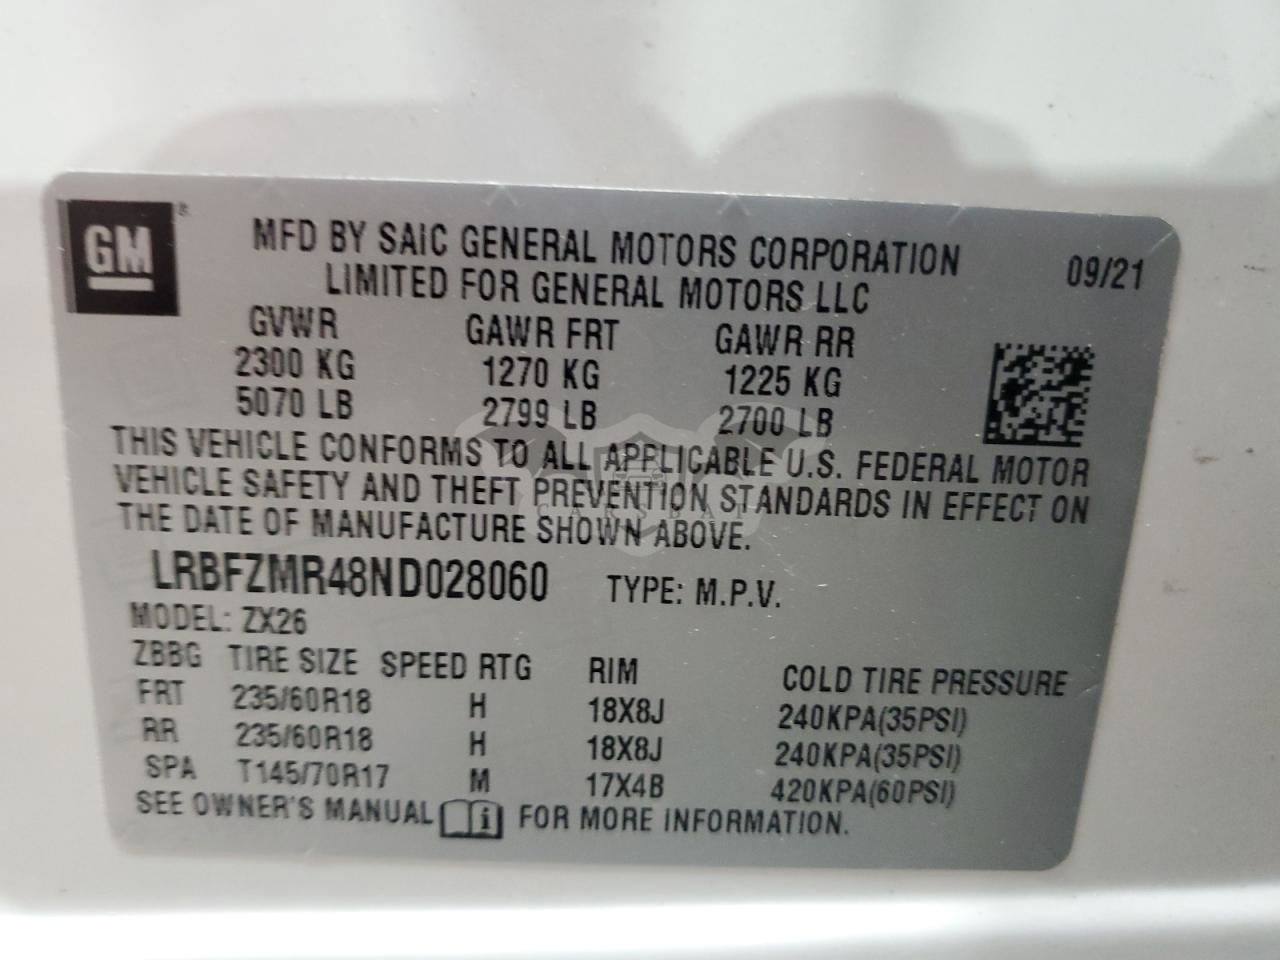 GM®
MFD BY SAIC GENERAL MOTORS CORPORATION
LIMITED FOR GENERAL MOTORS LLC
09/21
GVWR GAWR FRT GAWR RR
2300 KG 1270 KG 1225 KG
5070 LB 2799 LB 2700 LB
THIS VEHICLE CONFORMS TO ALL APPLICABLE U.S. FEDERAL MOTOR
VEHICLE SAFETY AND THEFT PREVENTION STANDARDS IN EFFECT ON
THE DATE OF MANUFACTURE SHOWN ABOVE.
LRBFZMR48ND028060 TYPE: M.P.V.
MODEL: ZX26
ZBBG TIRE SIZE SPEED RTG RIM COLD TIRE PRESSURE
FRT 235/60R18 H 18X8J 240KPA(35PSI)
RR 235/60R18 H 18X8J 240KPA(35PSI)
SPA T145/70R17 M 17X4B 420KPA(60PSI)
SEE OWNER'S MANUAL i FOR MORE INFORMATION.
CARSBAT